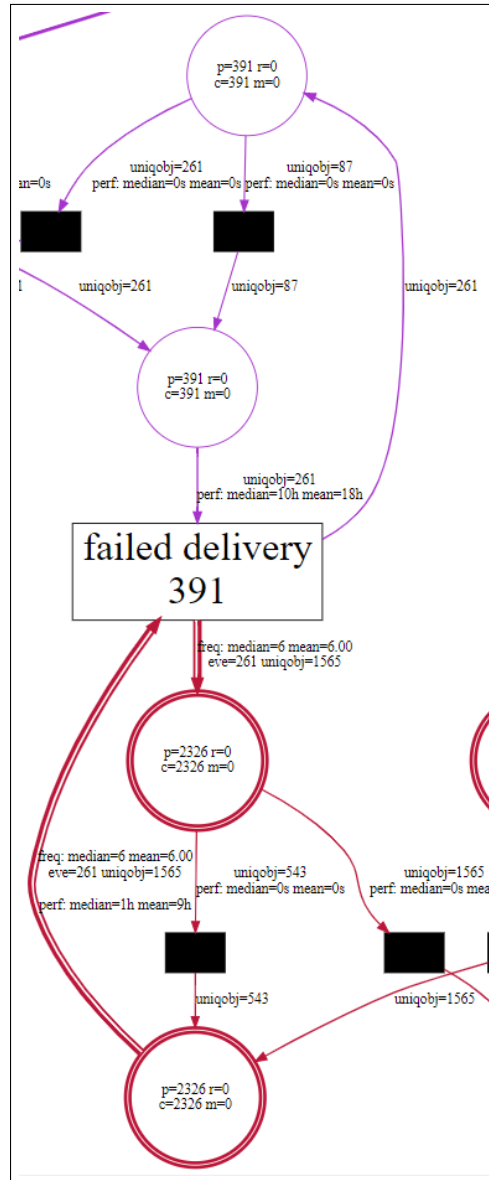 p=391 r=0
c=391 m=0
uniqobj=261
perf: median=0s mean=0s
uniqobj=87
perf: median=0s mean=0s
an=0s
uniqobj=261
1
uniqobj=261
uniqobj=87
p=391 r=0
c=391 m=0
uniqobj=261
perf: median=10h mean=18h
failed delivery
391
freq: median=6 mean=6.00
eve=261 uniqobj=1565
p=2326 r=0
c=2326 m=0
freq: median=6 mean=6.00
eve=261 uniqobj=1565
perf: median=1h mean=9h
uniqobj=543
perf: median=0s mean=0s
uniqobj=1565
perf: median=0s mea
uniqobj=543
uniqobj=1565
p=2326 r=0
c=2326 m=0